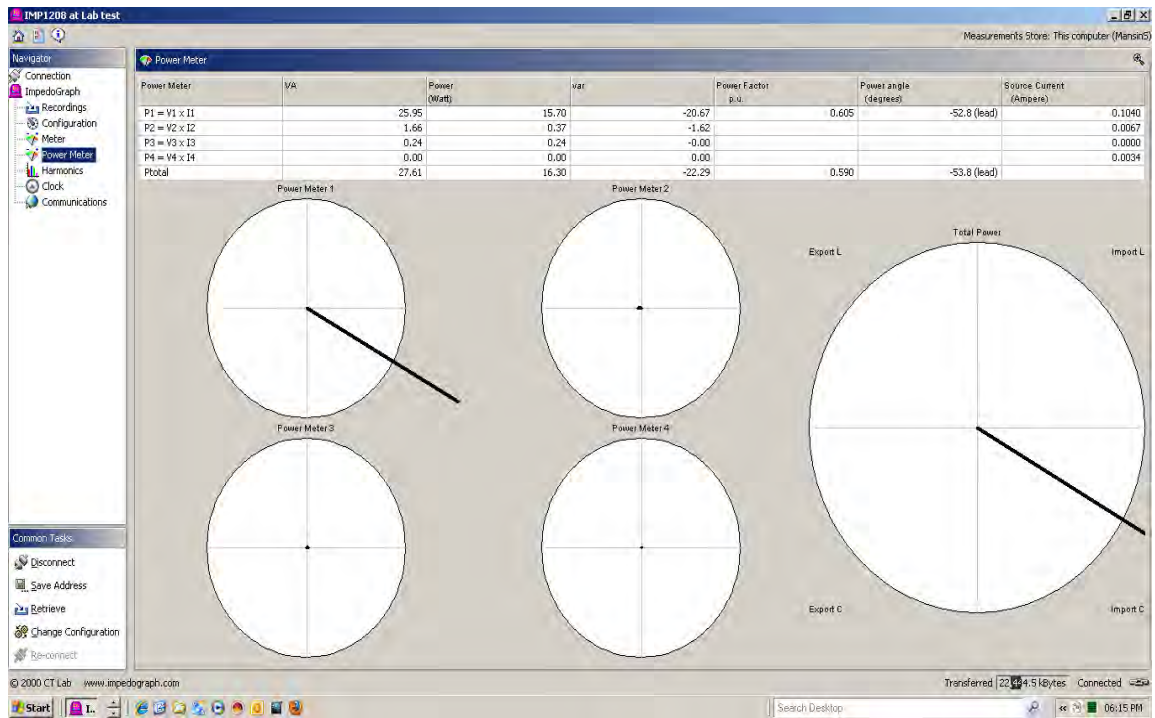 IMP1208 at Lab test
Measurements Store: This computer (MansinS)
Navigator
Connection
ImpedoGraph
Recordings
Configuration
Meter
Power Meter
Harmonics
Clock
Communications
Common Tasks
Disconnect
Save Address
Retrieve
Change Configuration
Re-connect
Power Meter
Power Meter VA Power (Watt) var Power Factor p.u. Power angle (degrees) Source Current (Ampere)
P1 = V1 x I1 25.95 15.70 -20.67 0.605 -52.8 (lead) 0.1040
P2 = V2 x I2 1.66 0.37 -1.62 0.0067
P3 = V3 x I3 0.24 0.24 -0.00 0.0000
P4 = V4 x I4 0.00 0.00 0.00 0.0034
Ptotal 27.61 16.30 -22.29 0.590 -53.8 (lead)
Power Meter 1
Power Meter 2
Total Power
Export L
Import L
Power Meter 3
Power Meter 4
Export C
Import C
© 2000 CT Lab www.impedograph.com
Transferred 4.5 kBytes Connected
Start
I..
Search Desktop
06:15 PM